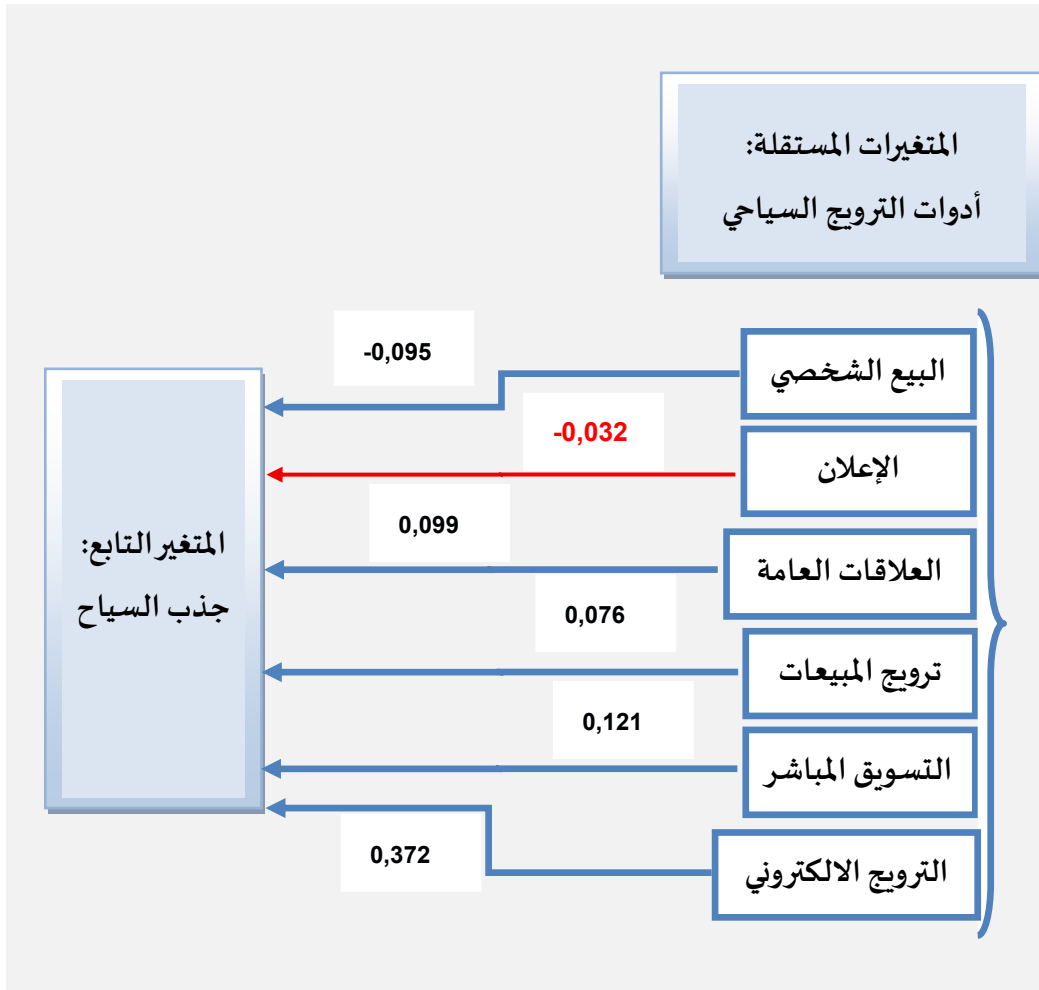 المتغيرات المستقلة:
أدوات الترويج السياحي
البيع الشخصي
-0,095
الإعلان
-0,032
العلاقات العامة
0,099
ترويج المبيعات
0,076
التسويق المباشر
0,121
الترويج الالكتروني
0,372
المتغير التابع:
جذب السياح